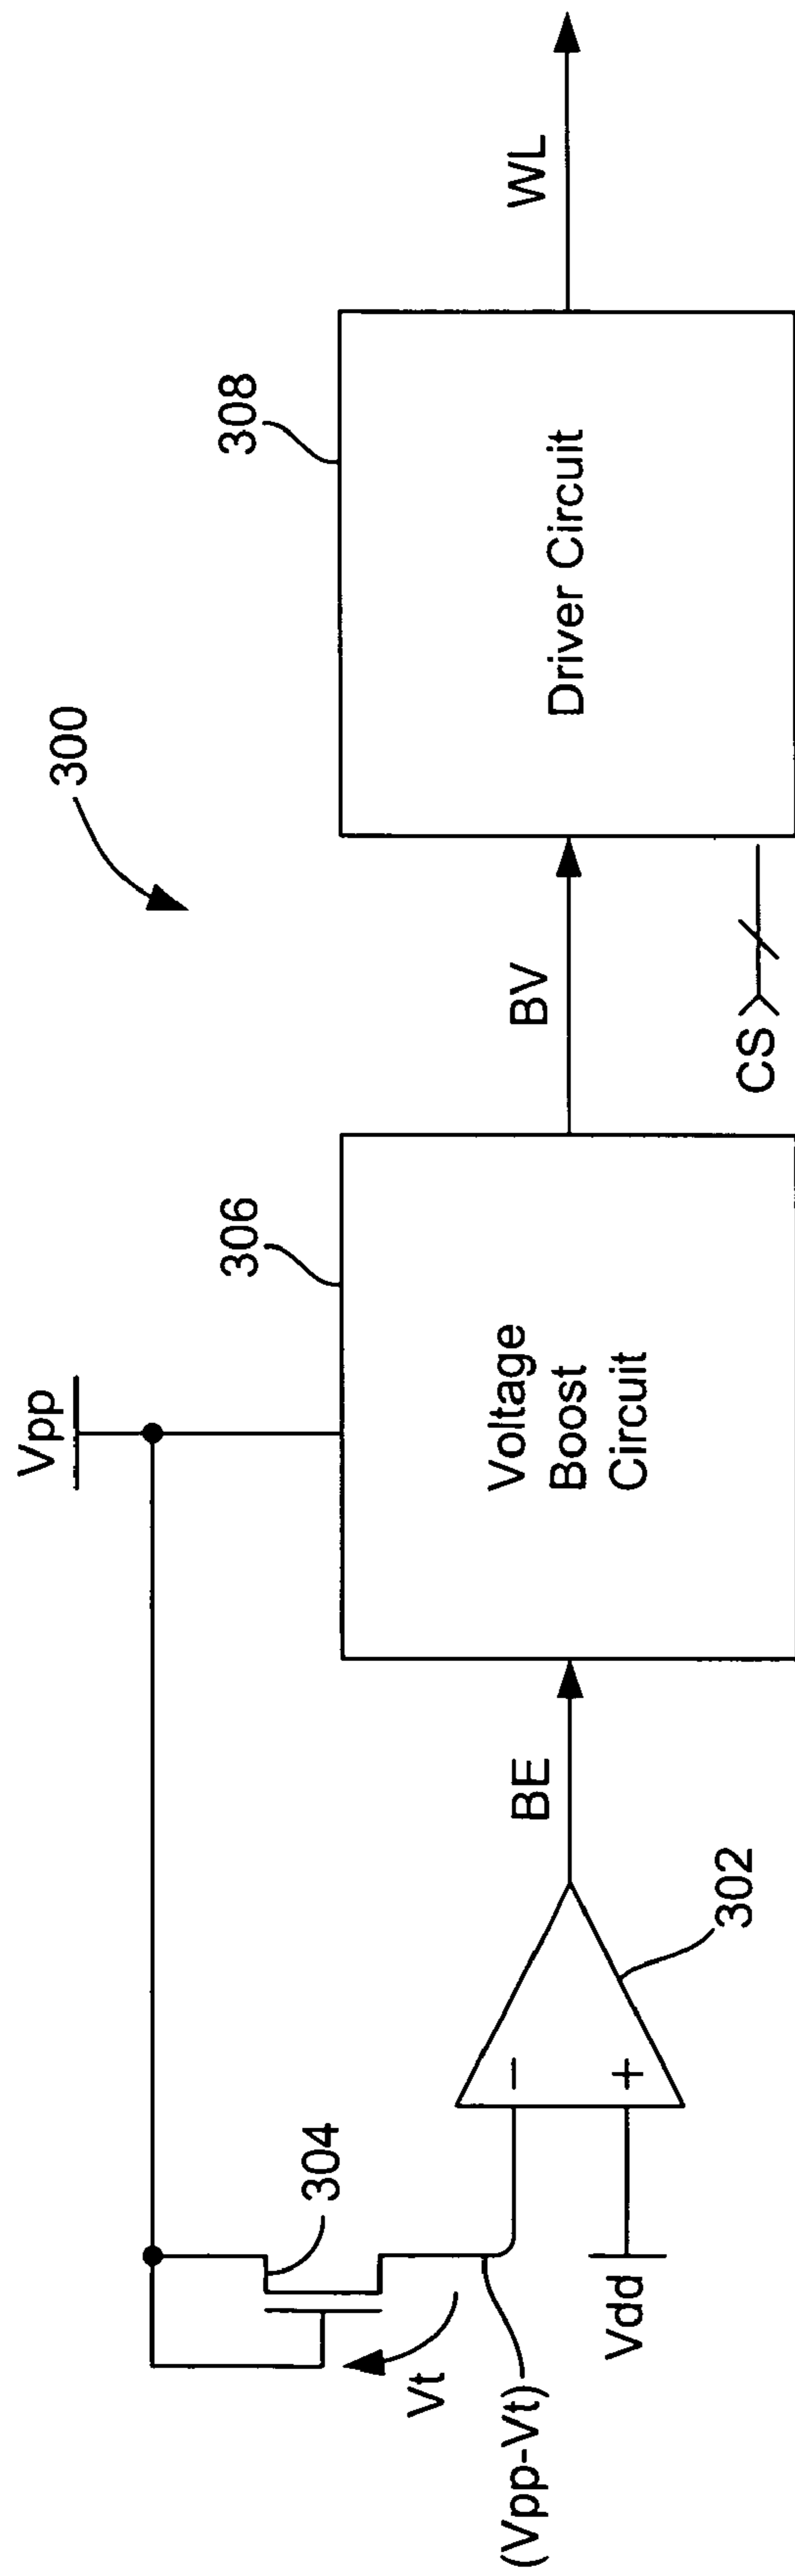 300
Vpp
304
306
308
Vt
(Vpp-Vt)
−
+
Vdd
302
BE
Voltage
Boost
Circuit
BV
CS
Driver Circuit
WL